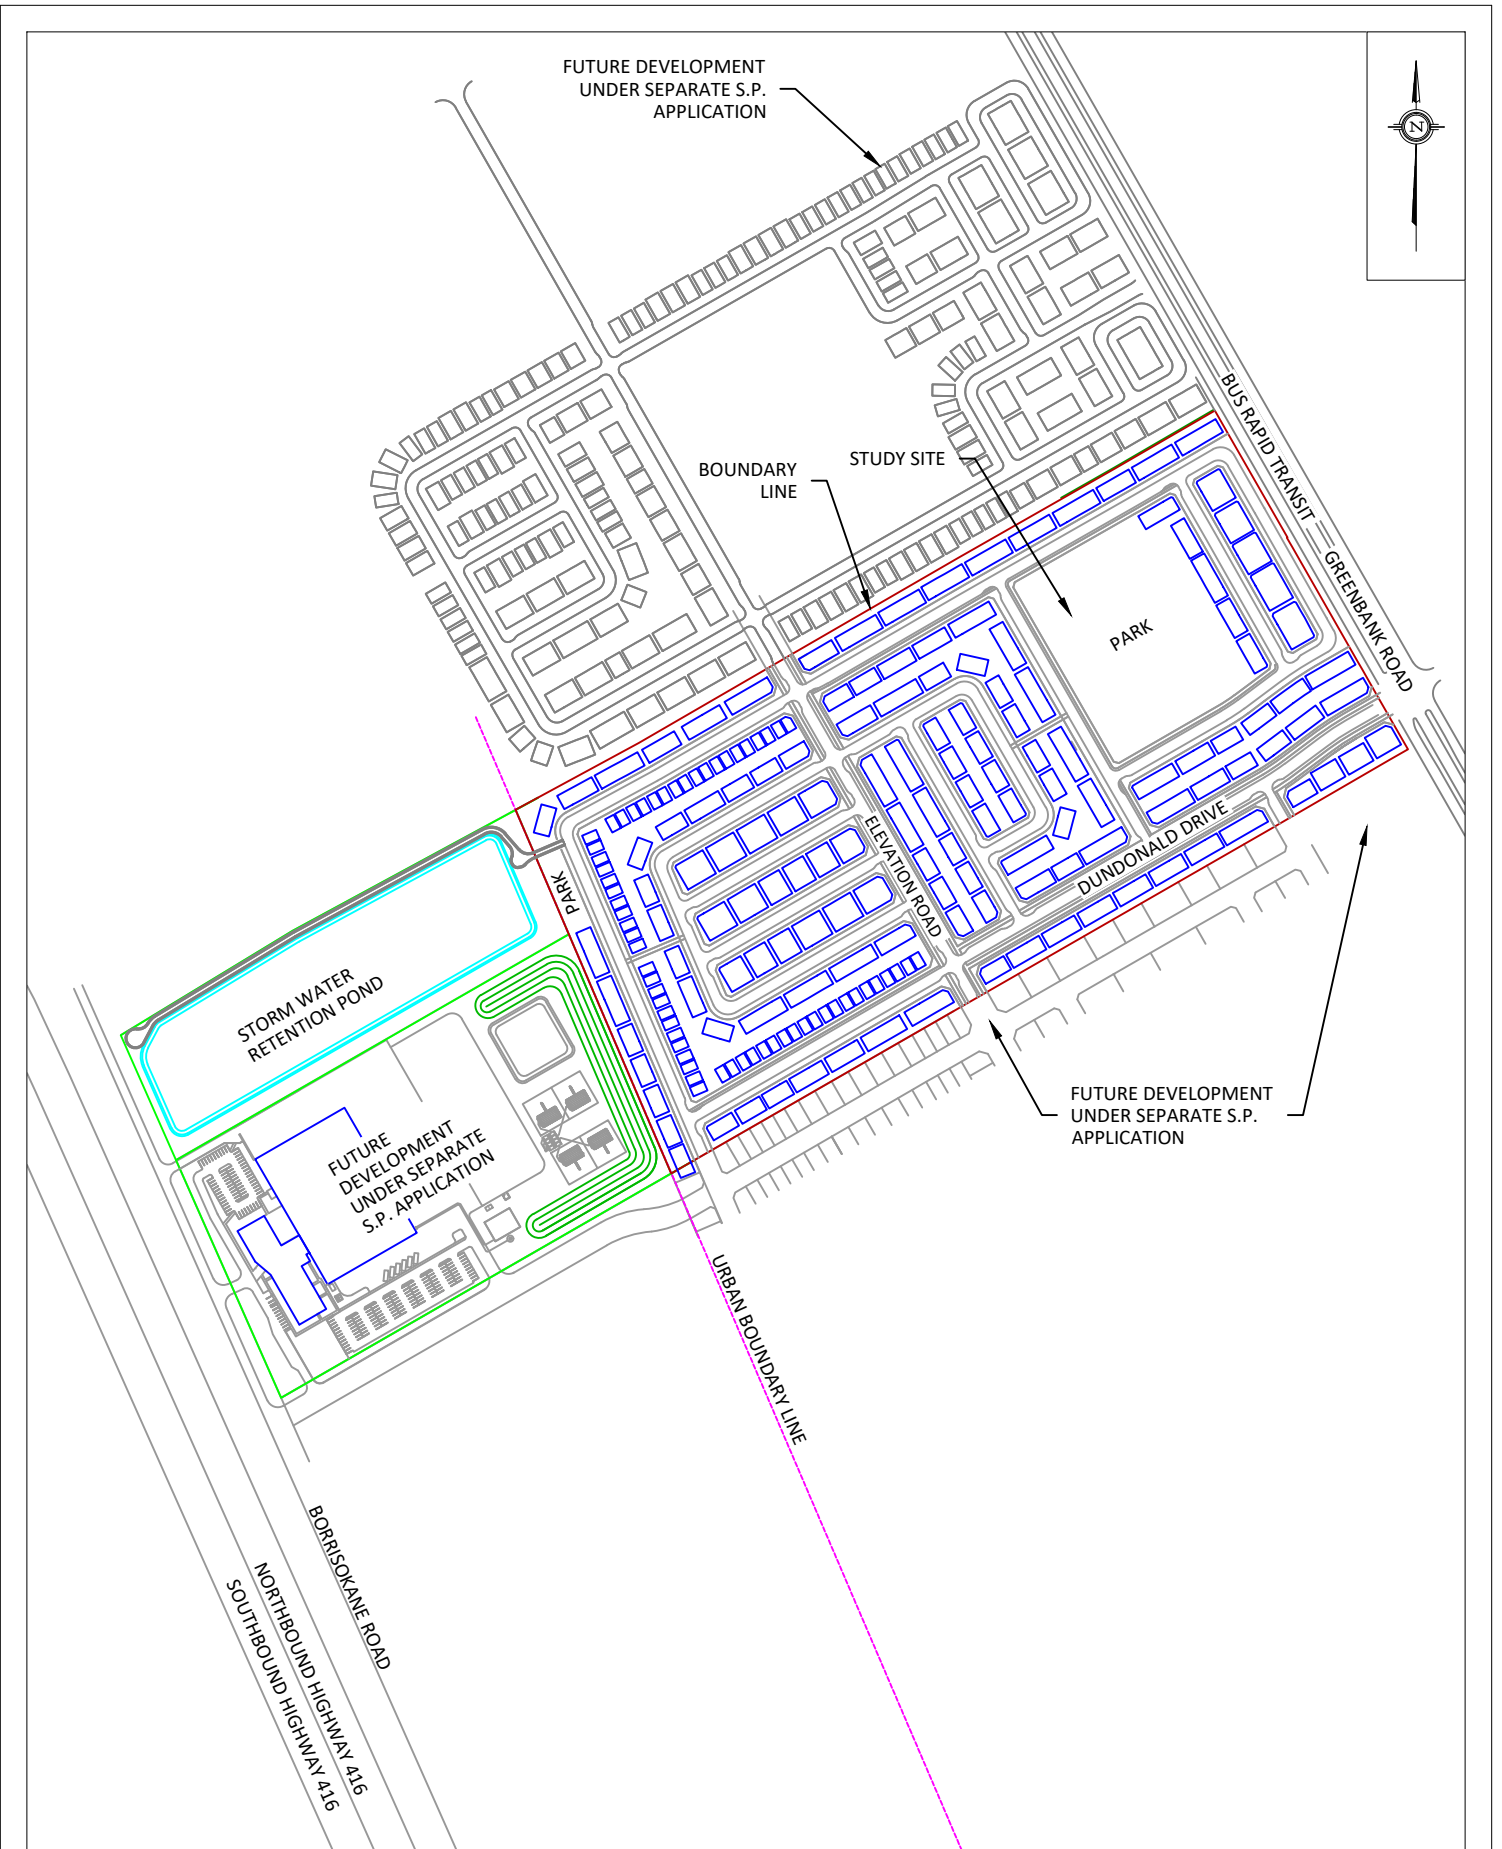 FUTURE DEVELOPMENT
UNDER SEPARATE S.P.
APPLICATION
N
BUS RAPID TRANSIT
STUDY SITE
BOUNDARY
LINE
GREENBANK ROAD
PARK
ELEVATION ROAD
DUNDONALD DRIVE
PARK
STORM WATER
RETENTION POND
FUTURE DEVELOPMENT
UNDER SEPARATE S.P.
APPLICATION
FUTURE
DEVELOPMENT
UNDER SEPARATE
S.P. APPLICATION
URBAN BOUNDARY LINE
BORRISOKANE ROAD
NORTHBOUND HIGHWAY 416
SOUTHBOUND HIGHWAY 416